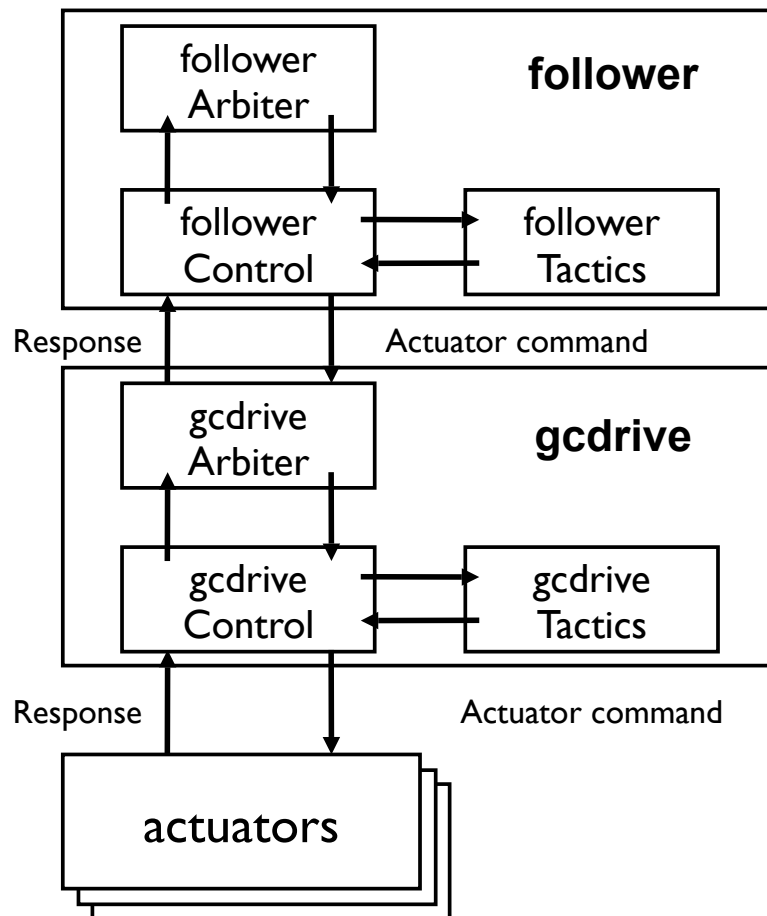 follower
Arbiter
follower
follower
Control
follower
Tactics
Response
Actuator command
gcdrive
Arbiter
gcdrive
gcdrive
Control
gcdrive
Tactics
Response
Actuator command
actuators